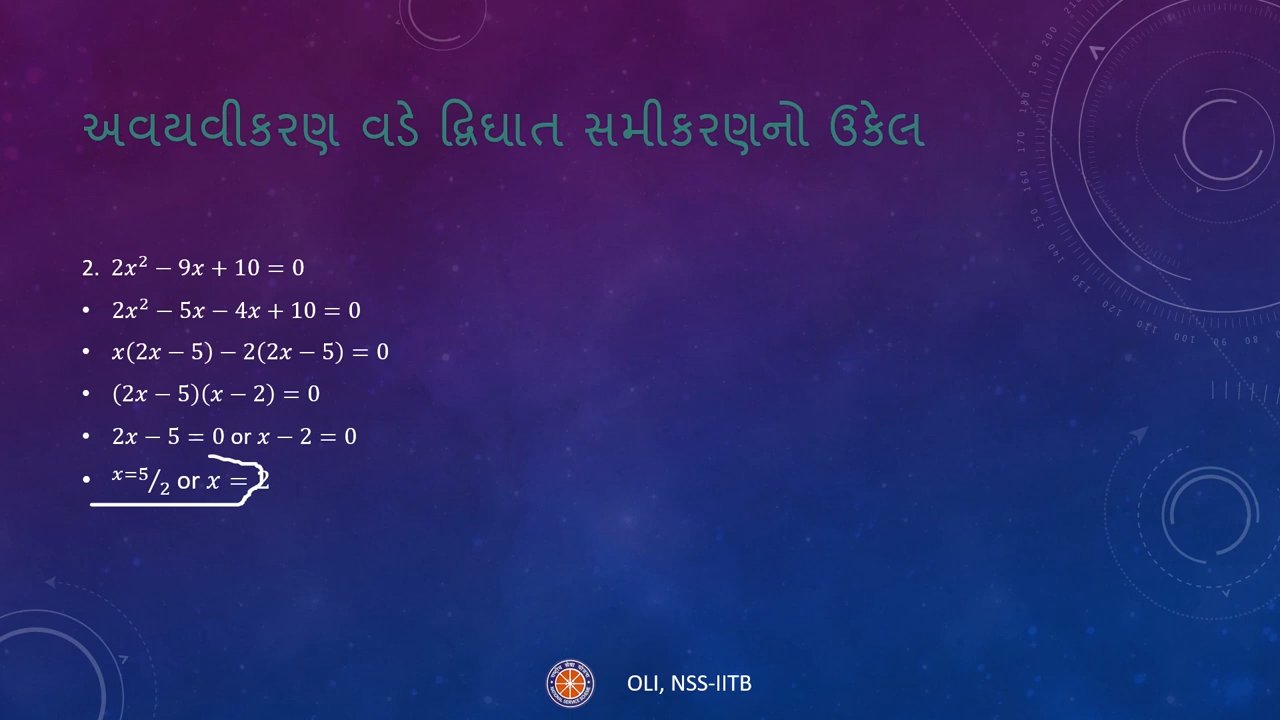 અવયવીકરણ વડે દ્વિઘાત સમીકરણનો ઉકેલ
2. 2x² − 9x + 10 = 0
• 2x² − 5x − 4x + 10 = 0
• x(2x − 5) − 2(2x − 5) = 0
• (2x − 5)(x − 2) = 0
• 2x − 5 = 0 or x − 2 = 0
• x=5/2 or x = 2
OLI, NSS-IITB